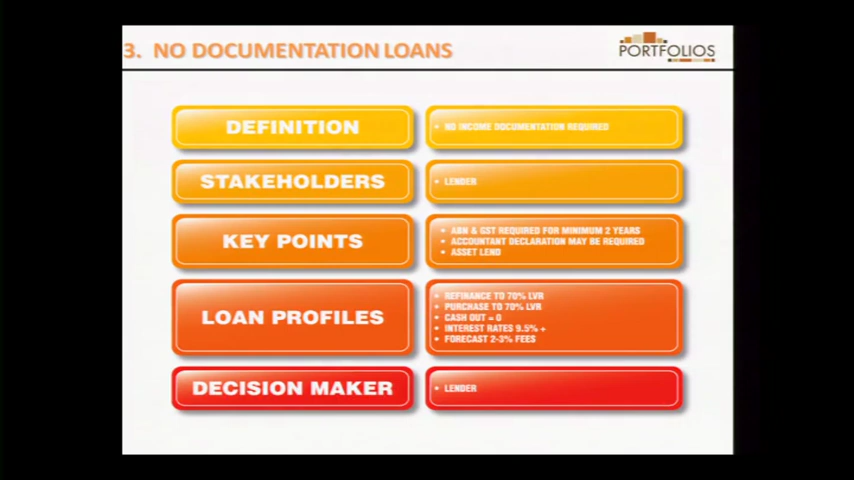 3. NO DOCUMENTATION LOANS
PORTFOLIOS
DEFINITION
• NO INCOME DOCUMENTATION REQUIRED
STAKEHOLDERS
• LENDER
KEY POINTS
• ABN & GST REQUIRED FOR MINIMUM 2 YEARS
• ACCOUNTANT DECLARATION MAY BE REQUIRED
• ASSET LEND
LOAN PROFILES
• REFINANCE TO 70% LVR
• PURCHASE TO 70% LVR
• CASH OUT = 0
• INTEREST RATES 9.5% +
• FORECAST 2-3% FEES
DECISION MAKER
• LENDER